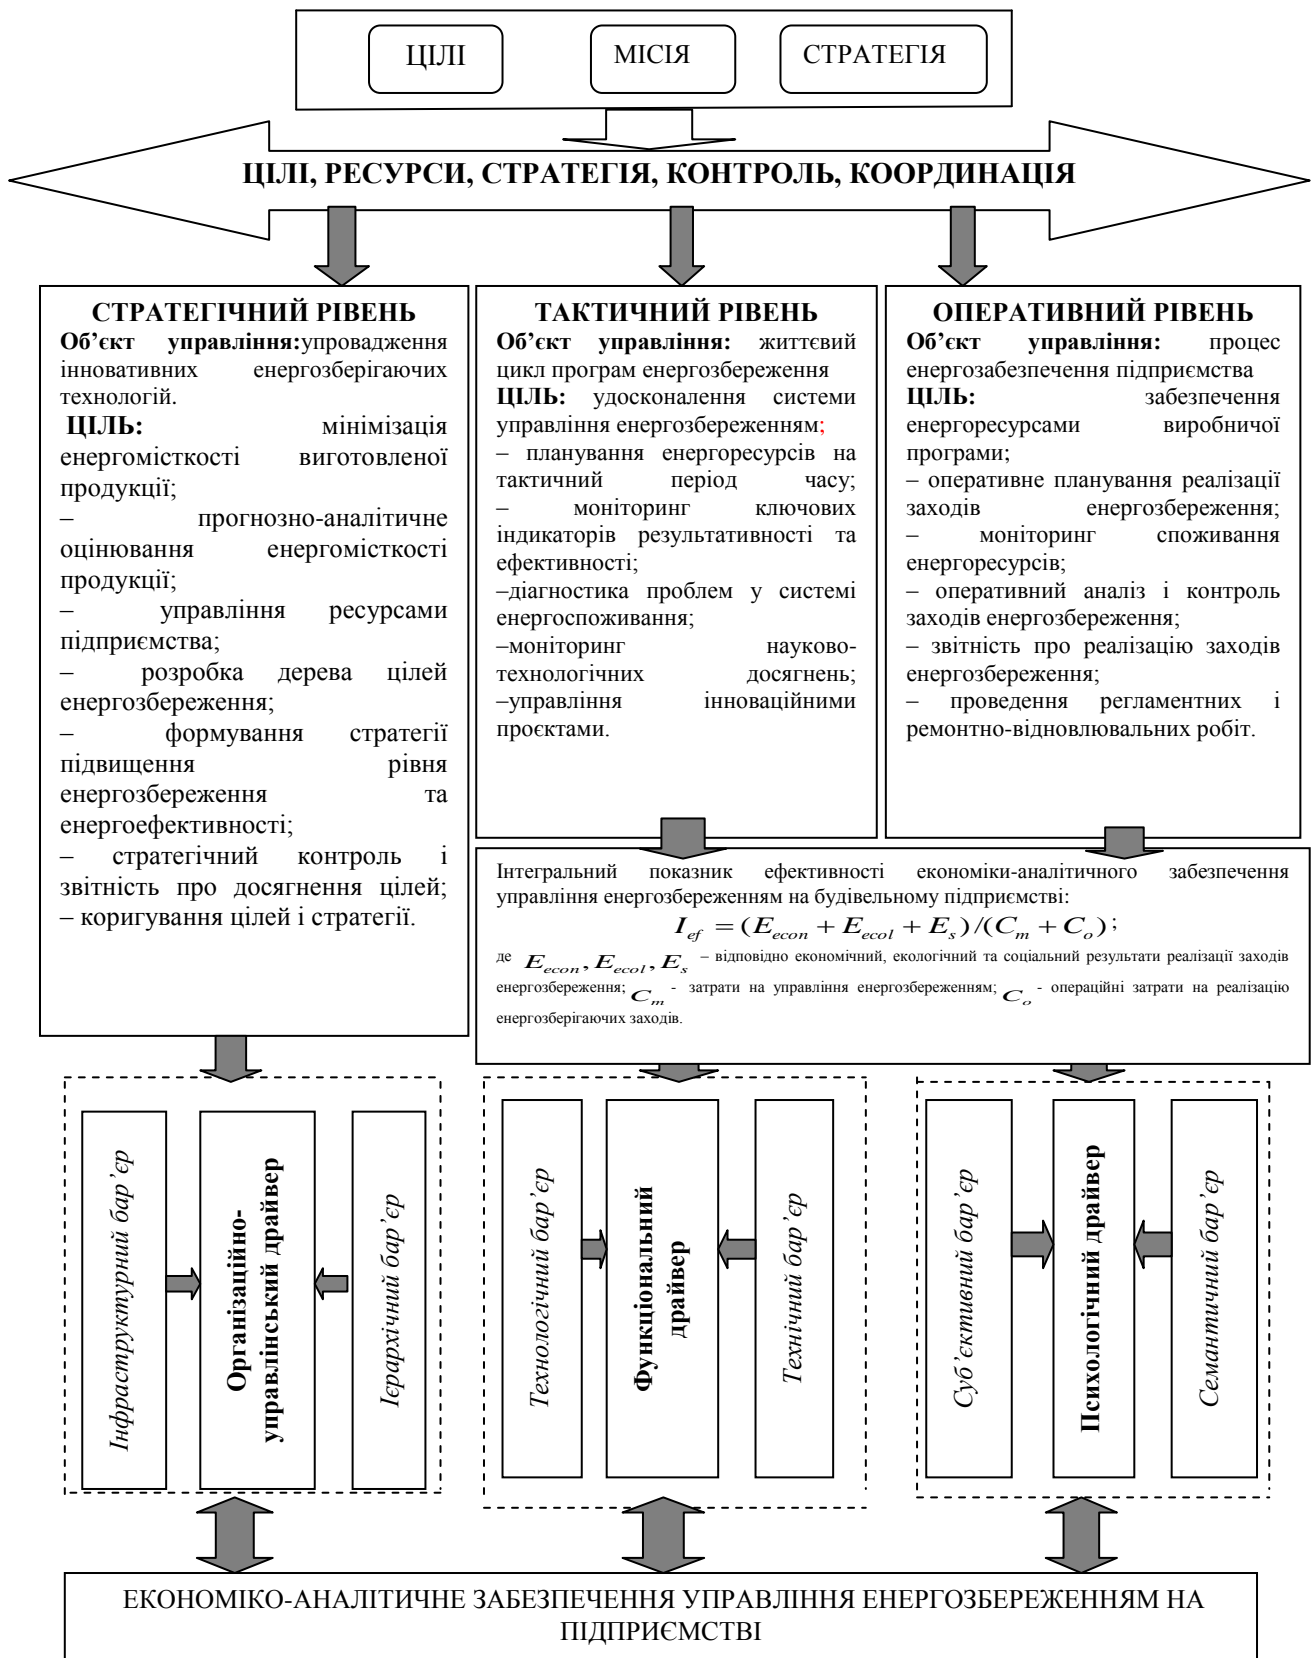 ЦІЛІ
МІСІЯ
СТРАТЕГІЯ
ЦІЛІ, РЕСУРСИ, СТРАТЕГІЯ, КОНТРОЛЬ, КООРДИНАЦІЯ
СТРАТЕГІЧНИЙ РІВЕНЬ
Об’єкт управління:упровадження
інновативних енергозберігаючих
технологій.
ЦІЛЬ: мінімізація
енергомісткості виготовленої
продукції;
– прогнозно-аналітичне
оцінювання енергомісткості
продукції;
– управління ресурсами
підприємства;
– розробка дерева цілей
енергозбереження;
– формування стратегії
підвищення рівня
енергозбереження та
енергоефективності;
– стратегічний контроль і
звітність про досягнення цілей;
– коригування цілей і стратегії.
ТАКТИЧНИЙ РІВЕНЬ
Об’єкт управління: життєвий
цикл програм енергозбереження
ЦІЛЬ: удосконалення системи
управління енергозбереженням;
– планування енергоресурсів на
тактичний період часу;
– моніторинг ключових
індикаторів результативності та
ефективності;
–діагностика проблем у системі
енергоспоживання;
–моніторинг науково-
технологічних досягнень;
–управління інноваційними
проєктами.
ОПЕРАТИВНИЙ РІВЕНЬ
Об’єкт управління: процес
енергозабезпечення підприємства
ЦІЛЬ: забезпечення
енергоресурсами виробничої
програми;
– оперативне планування реалізації
заходів енергозбереження;
– моніторинг споживання
енергоресурсів;
– оперативний аналіз і контроль
заходів енергозбереження;
– звітність про реалізацію заходів
енергозбереження;
– проведення регламентних і
ремонтно-відновлювальних робіт.
Інтегральний показник ефективності економіки-аналітичного забезпечення
управління енергозбереженням на будівельному підприємстві:
I_ef = (E_econ + E_ecol + E_s)/(C_m + C_o);
де E_econ, E_ecol, E_s – відповідно економічний, екологічний та соціальний результати реалізації заходів
енергозбереження; C_m - затрати на управління енергозбереженням; C_o - операційні затрати на реалізацію
енергозберігаючих заходів.
Інфраструктурний бар’єр
Організаційно-
управлінський драйвер
Ієрархічний бар’єр
Технологічний бар’єр
Функціональний
драйвер
Технічний бар’єр
Суб’єктивний бар’єр
Психологічний драйвер
Семантичний бар’єр
ЕКОНОМІКО-АНАЛІТИЧНЕ ЗАБЕЗПЕЧЕННЯ УПРАВЛІННЯ ЕНЕРГОЗБЕРЕЖЕННЯМ НА
ПІДПРИЄМСТВІ